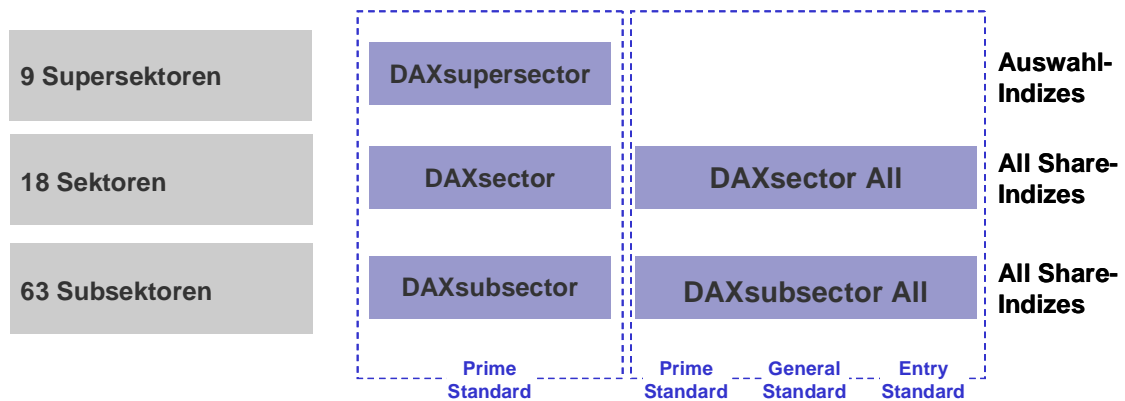 9 Supersektoren
DAXsupersector
Auswahl-
Indizes
18 Sektoren
DAXsector
DAXsector All
All Share-
Indizes
63 Subsektoren
DAXsubsector
DAXsubsector All
All Share-
Indizes
Prime
Standard
Prime
Standard
General
Standard
Entry
Standard